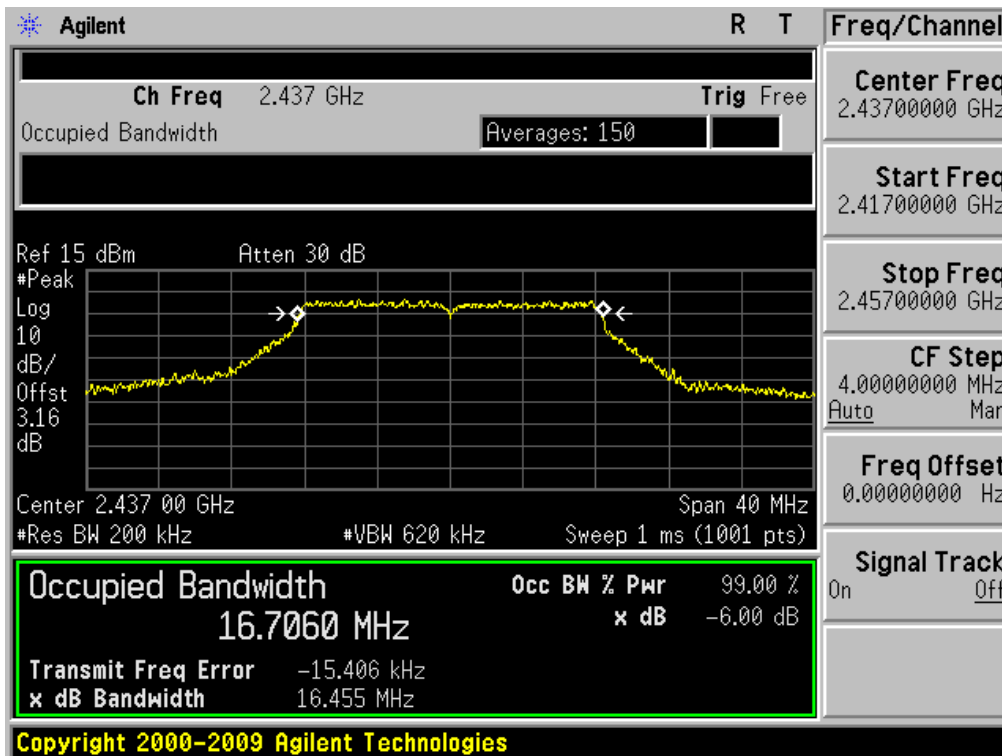 Agilent R T
Freq/Channel
Ch Freq 2.437 GHz Trig Free
Occupied Bandwidth Averages: 150
Center Freq
2.43700000 GHz
Start Freq
2.41700000 GHz
Stop Freq
2.45700000 GHz
CF Step
4.00000000 MHz
Auto Man
Freq Offset
0.00000000 Hz
Signal Track
On Off
Ref 15 dBm Atten 30 dB
#Peak
Log
10
dB/
Offst
3.16
dB
Center 2.437 00 GHz Span 40 MHz
#Res BW 200 kHz #VBW 620 kHz Sweep 1 ms (1001 pts)
Occupied Bandwidth Occ BW % Pwr 99.00 %
16.7060 MHz x dB -6.00 dB
Transmit Freq Error -15.406 kHz
x dB Bandwidth 16.455 MHz
Copyright 2000-2009 Agilent Technologies